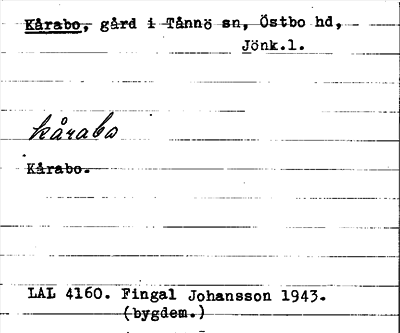 Kårabo, gård i Tånnö sn, Östbo hd,
Jönk.l.
kårabo
Kårabo.
LAL 4160. Fingal Johansson 1943.
(bygdem.)